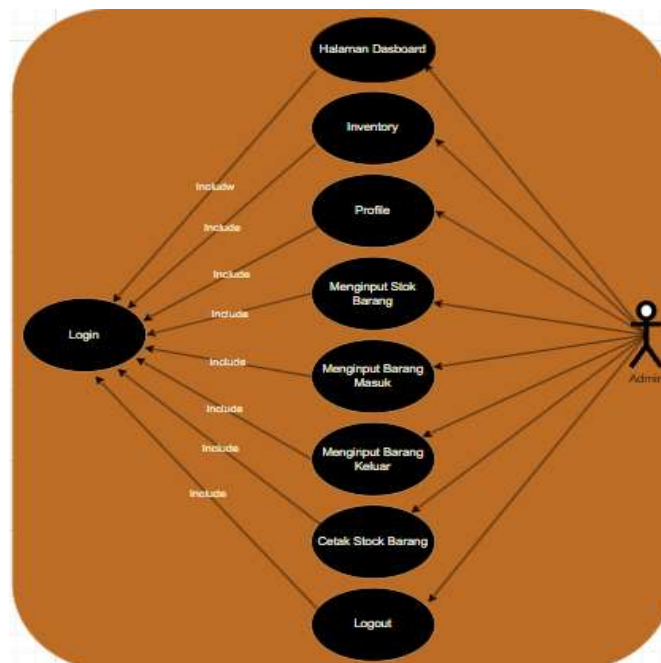 Halaman Dasboard
Inventory
Includw
Include
Profile
Include
Menginput Stok
Barang
Include
Login
Admin
Include
Menginput Barang
Masuk
Include
Menginput Barang
Keluar
Include
Include
Cetak Stock Barang
Logout